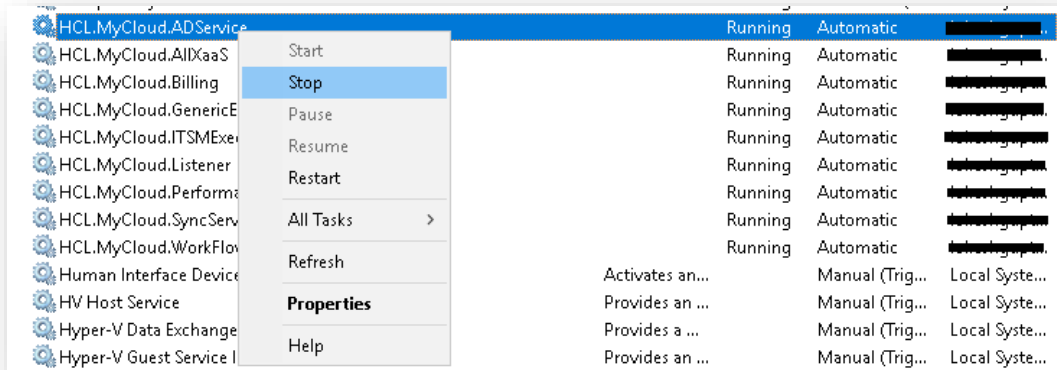 HCL.MyCloud.ADService Running Automatic
HCL.MyCloud.AllXaaS Running Automatic
HCL.MyCloud.Billing Running Automatic
HCL.MyCloud.GenericE Running Automatic
HCL.MyCloud.ITSMExe Running Automatic
HCL.MyCloud.Listener Running Automatic
HCL.MyCloud.Performa Running Automatic
HCL.MyCloud.SyncServ Running Automatic
HCL.MyCloud.WorkFlow Running Automatic
Human Interface Device Activates an... Manual (Trig... Local Syste...
HV Host Service Provides an ... Manual (Trig... Local Syste...
Hyper-V Data Exchange Provides a ... Manual (Trig... Local Syste...
Hyper-V Guest Service I Provides an ... Manual (Trig... Local Syste...
Start
Stop
Pause
Resume
Restart
All Tasks
Refresh
Properties
Help